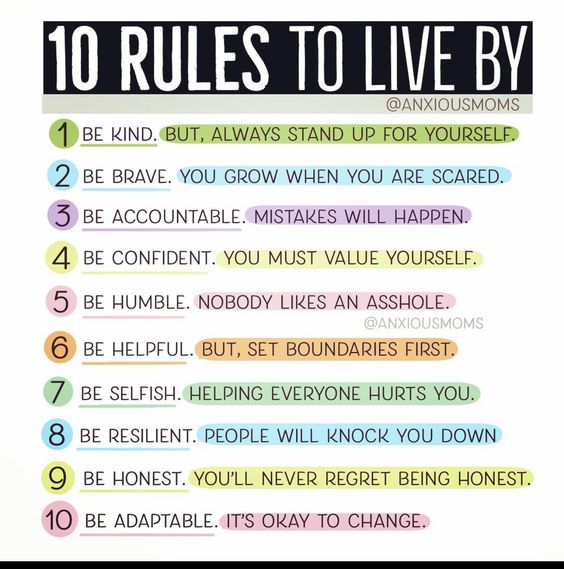 10 RULES TO LIVE BY
@ANXIOUSMOMS
1 BE KIND. BUT, ALWAYS STAND UP FOR YOURSELF.
2 BE BRAVE. YOU GROW WHEN YOU ARE SCARED.
3 BE ACCOUNTABLE. MISTAKES WILL HAPPEN.
4 BE CONFIDENT. YOU MUST VALUE YOURSELF.
5 BE HUMBLE. NOBODY LIKES AN ASSHOLE.
@ANXIOUSMOMS
6 BE HELPFUL. BUT, SET BOUNDARIES FIRST.
7 BE SELFISH. HELPING EVERYONE HURTS YOU.
8 BE RESILIENT. PEOPLE WILL KNOCK YOU DOWN
9 BE HONEST. YOU'LL NEVER REGRET BEING HONEST.
10 BE ADAPTABLE. IT'S OKAY TO CHANGE.